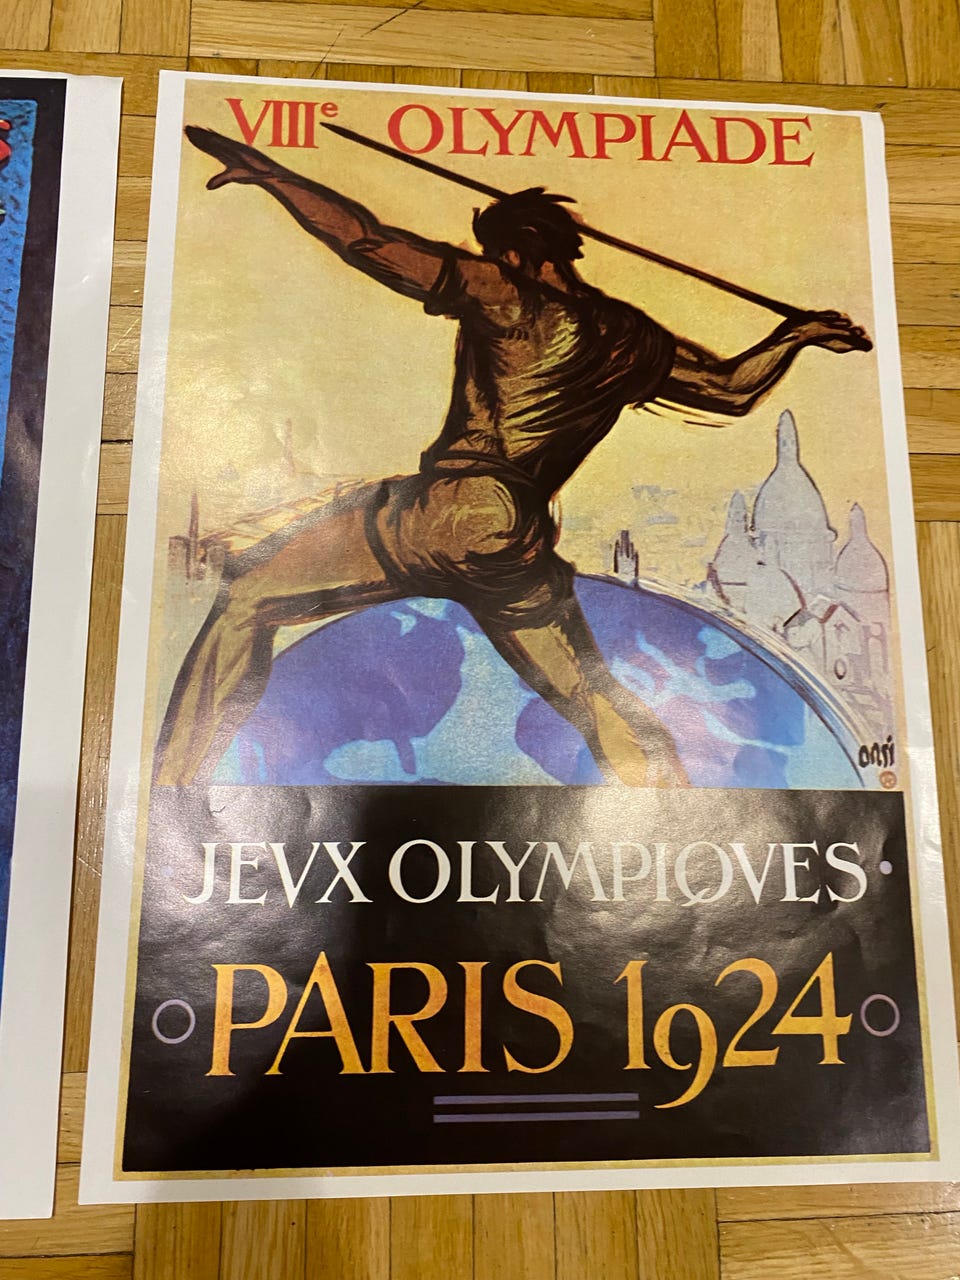 VIIIe OLYMPIADE
orsi
JEVX OLYMPIQVES
PARIS 1924